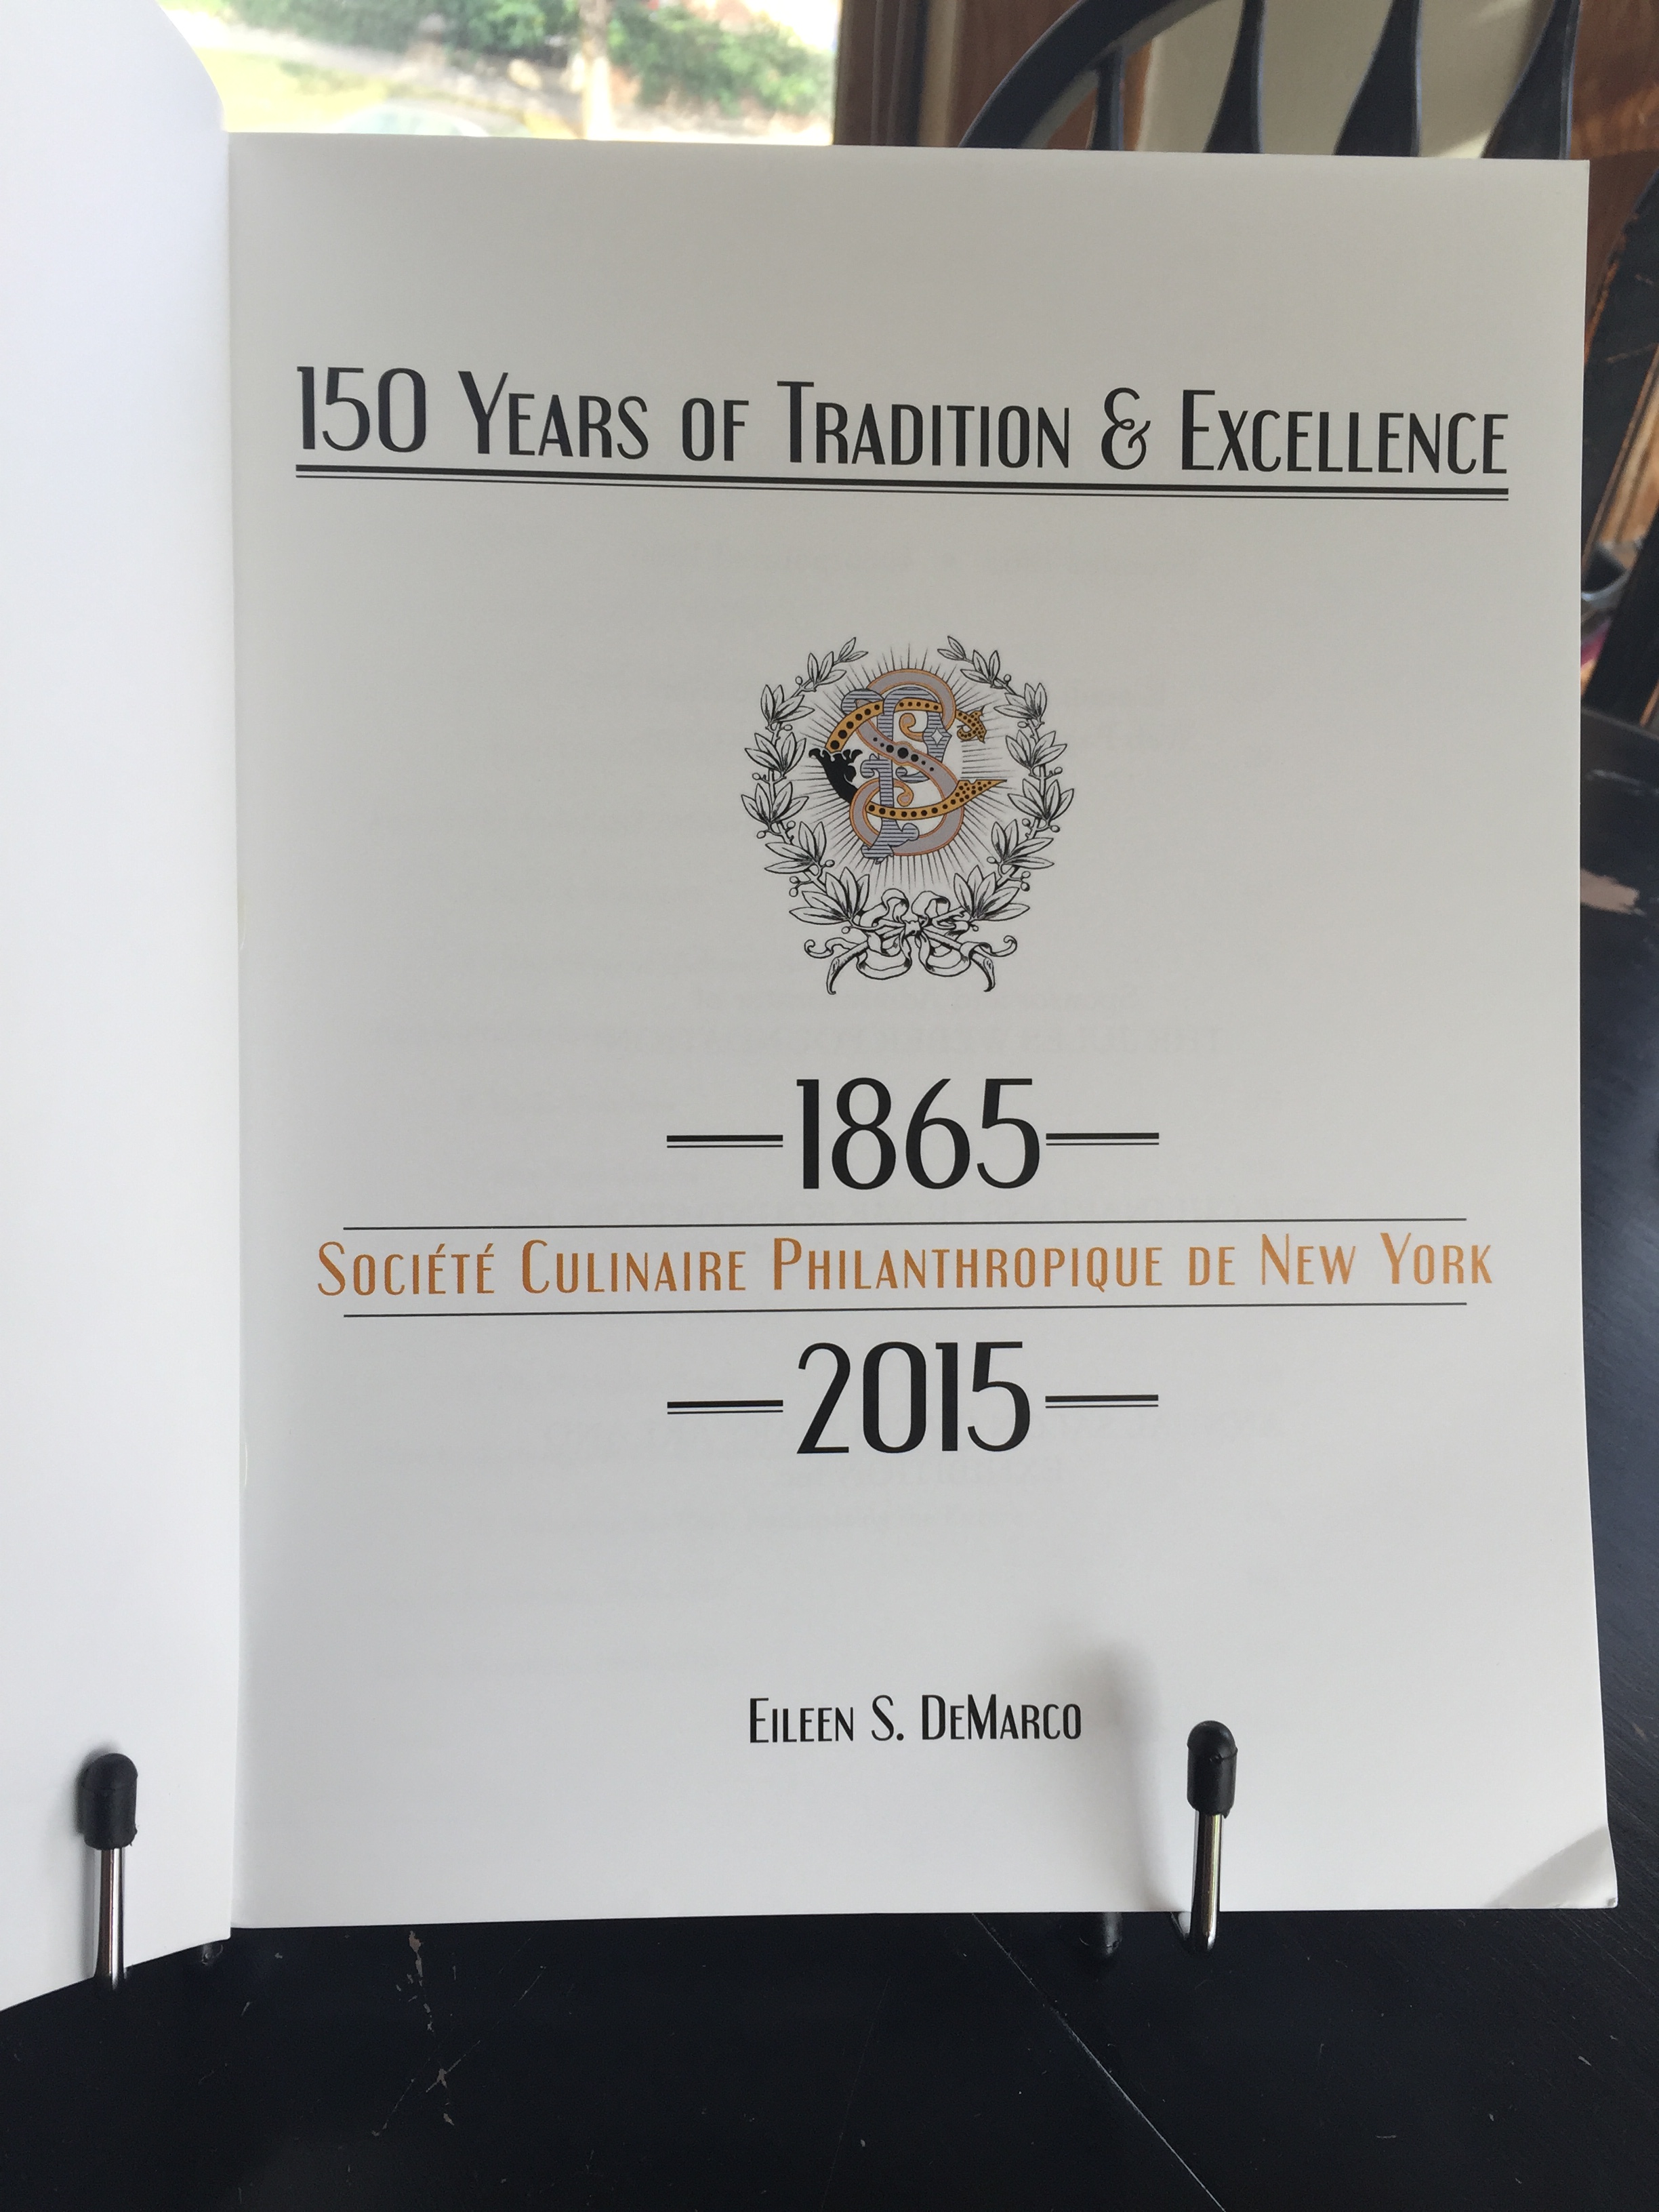 150 Years of Tradition & Excellence
1865
Société Culinaire Philanthropique de New York
2015
Eileen S. DeMarco